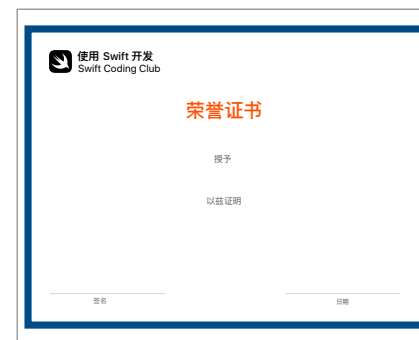 使用 Swift 开发
Swift Coding Club
荣誉证书
授予
以兹证明
签名
日期